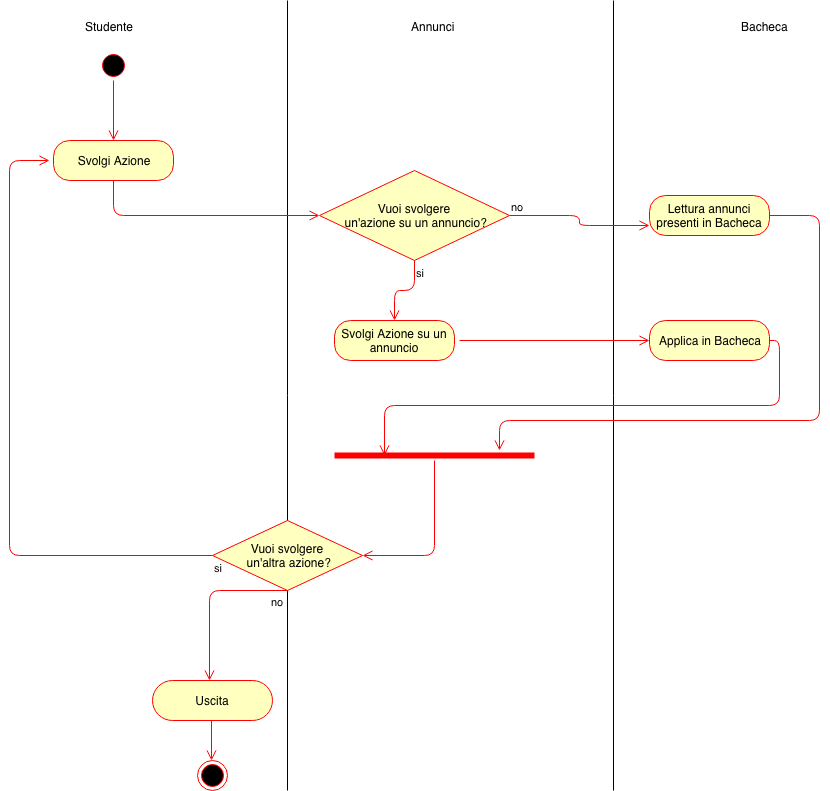 Studente
Annunci
Bacheca
Svolgi Azione
Vuoi svolgere
un'azione su un annuncio?
no
Lettura annunci
presenti in Bacheca
si
Svolgi Azione su un
annuncio
Applica in Bacheca
Vuoi svolgere
un'altra azione?
si
no
Uscita